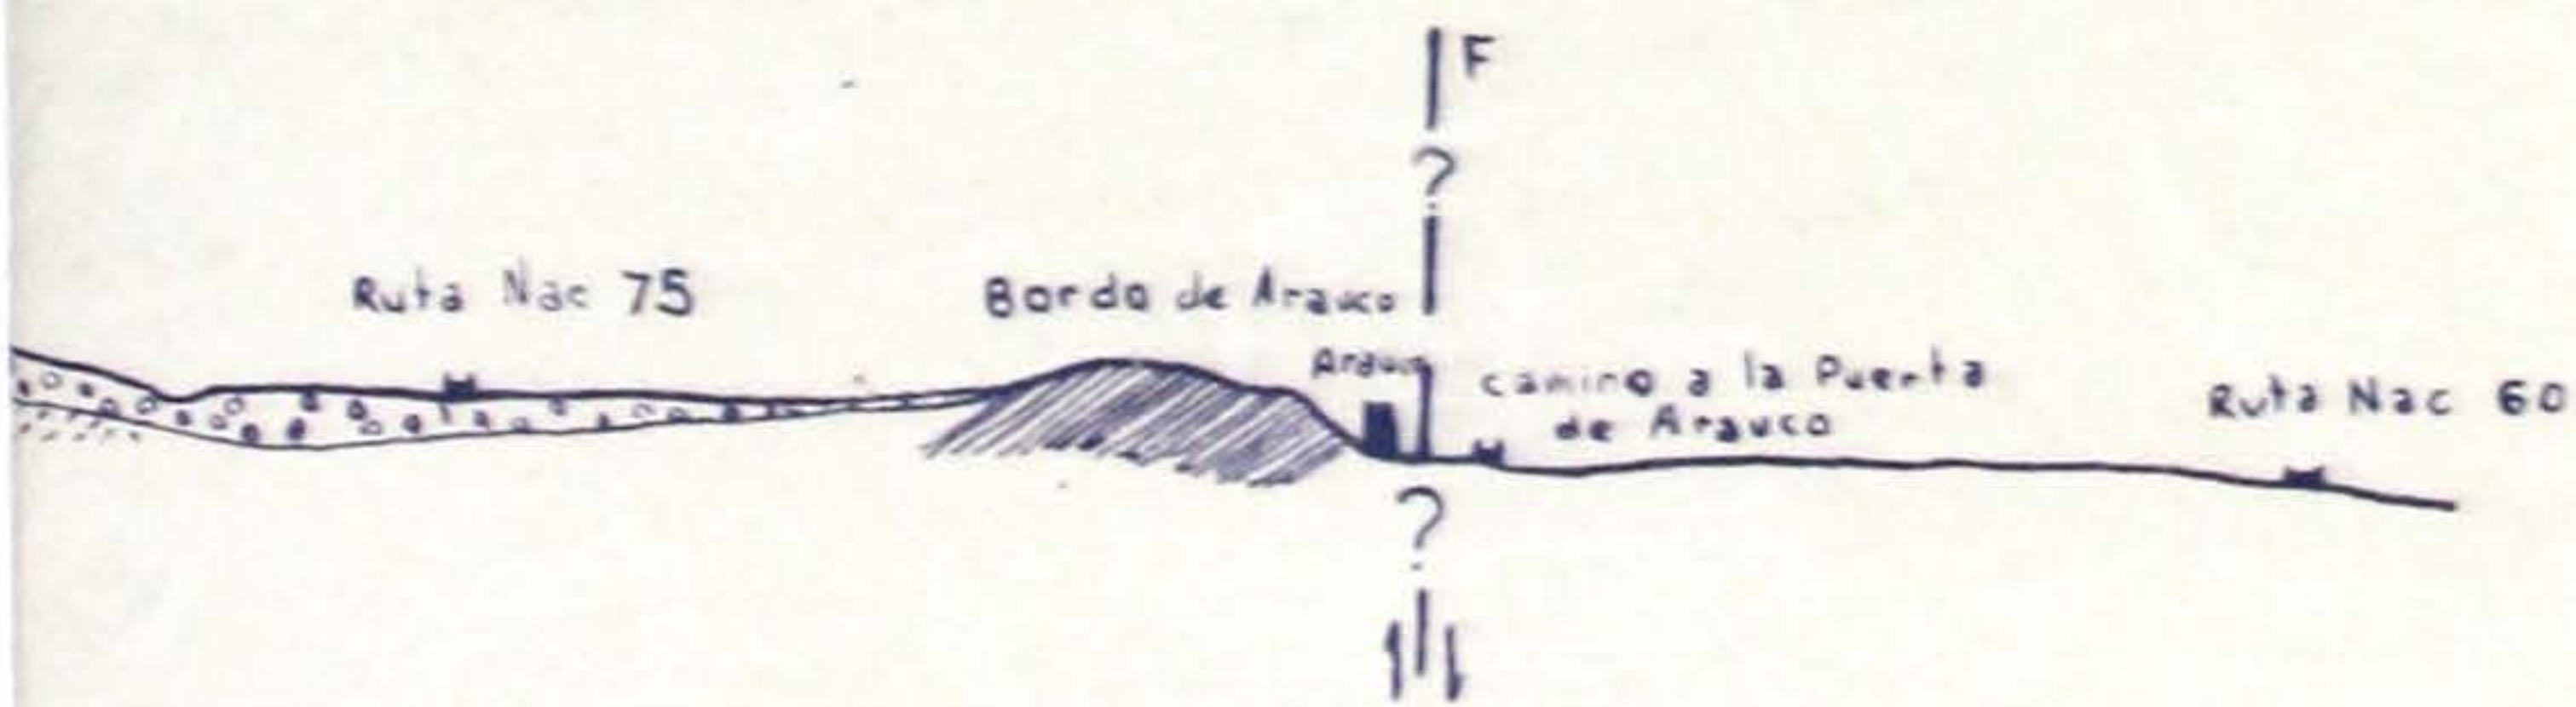 F
?
Ruta Nac 75
Bordo de Arauco
Arauco
camino a la Puerta
de Arauco
Ruta Nac 60
?